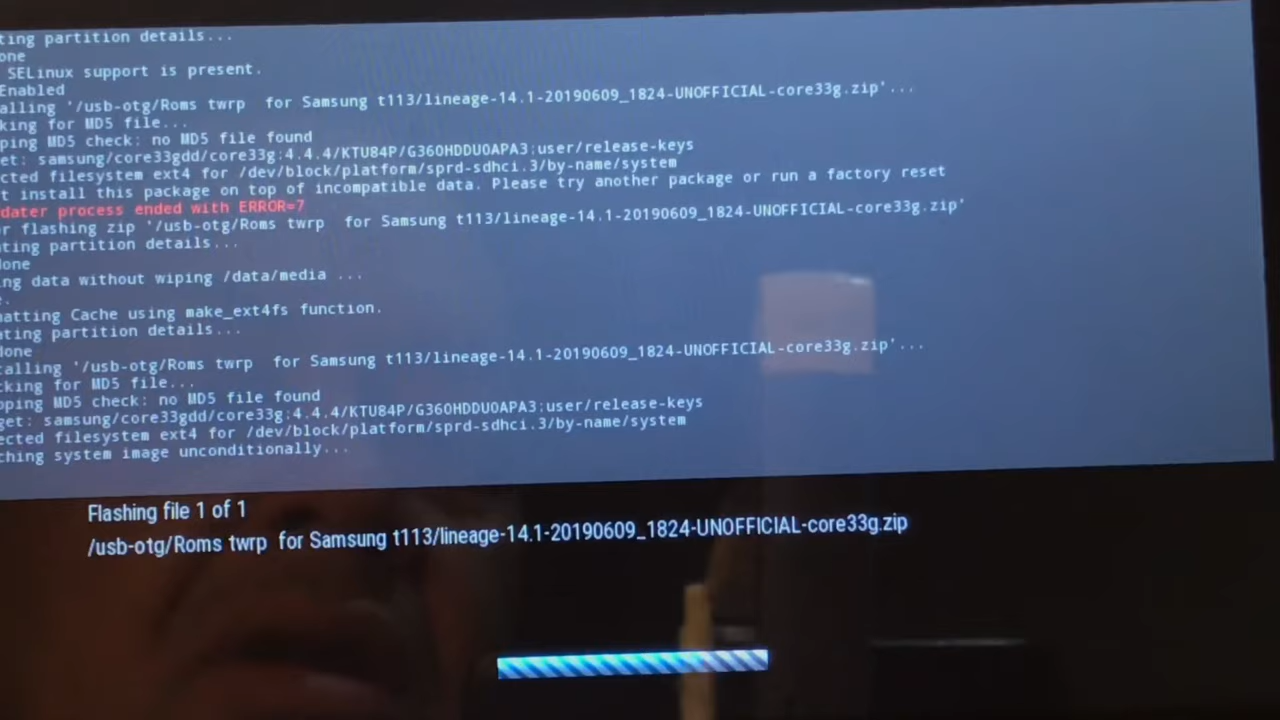 ting partition details...
one
SELinux support is present.
Enabled
alling '/usb-otg/Roms twrp  for Samsung t113/lineage-14.1-20190609_1824-UNOFFICIAL-core33g.zip'...
king for MD5 file...
ping MD5 check: no MD5 file found
et: samsung/core33gdd/core33g:4.4.4/KTU84P/G360HDDU0APA3:user/release-keys
cted filesystem ext4 for /dev/block/platform/sprd-sdhci.3/by-name/system
t install this package on top of incompatible data. Please try another package or run a factory reset
dater process ended with ERROR=7
r flashing zip '/usb-otg/Roms twrp  for Samsung t113/lineage-14.1-20190609_1824-UNOFFICIAL-core33g.zip'
ting partition details...
one
ng data without wiping /data/media ...
e.
atting Cache using make_ext4fs function.
ating partition details...
done
alling '/usb-otg/Roms twrp  for Samsung t113/lineage-14.1-20190609_1824-UNOFFICIAL-core33g.zip'...
cking for MD5 file...
pping MD5 check: no MD5 file found
get: samsung/core33gdd/core33g:4.4.4/KTU84P/G360HDDU0APA3:user/release-keys
ected filesystem ext4 for /dev/block/platform/sprd-sdhci.3/by-name/system
ching system image unconditionally...
Flashing file 1 of 1
/usb-otg/Roms twrp  for Samsung t113/lineage-14.1-20190609_1824-UNOFFICIAL-core33g.zip